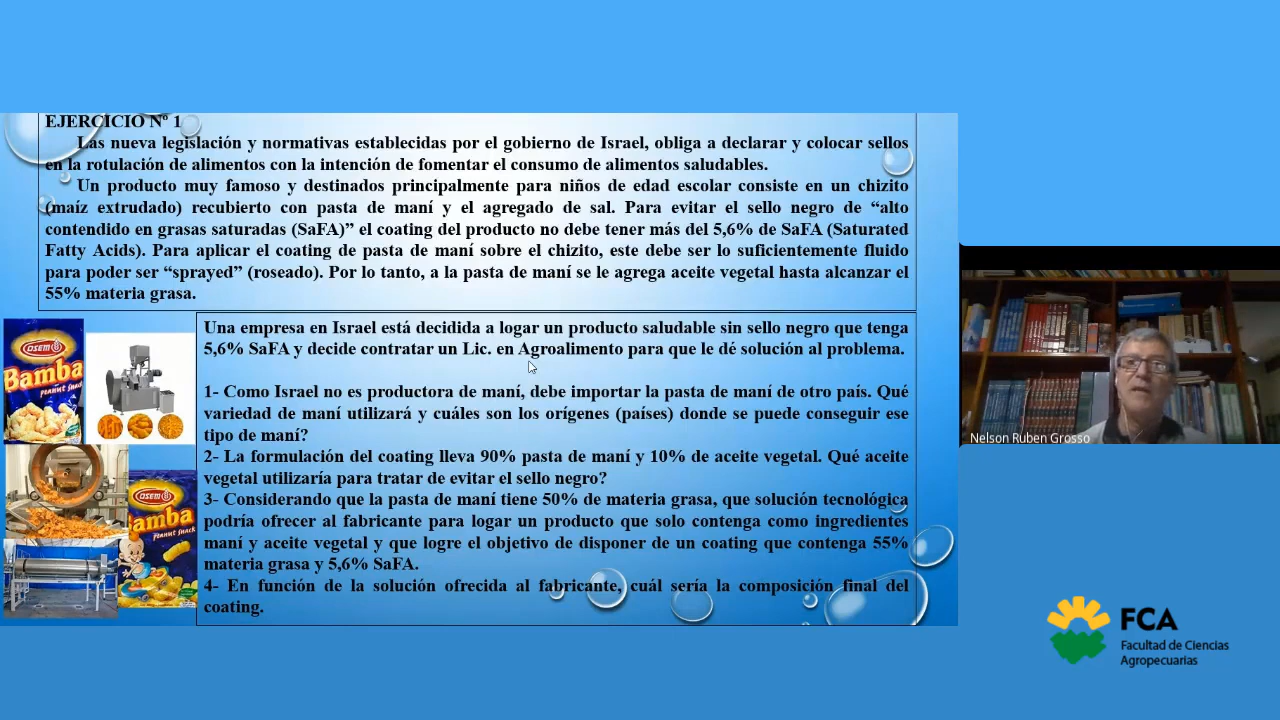 EJERCICIO Nº 1
Las nueva legislación y normativas establecidas por el gobierno de Israel, obliga a declarar y colocar sellos
en la rotulación de alimentos con la intención de fomentar el consumo de alimentos saludables.
Un producto muy famoso y destinados principalmente para niños de edad escolar consiste en un chizito
(maíz extrudado) recubierto con pasta de maní y el agregado de sal. Para evitar el sello negro de “alto
contendido en grasas saturadas (SaFA)” el coating del producto no debe tener más del 5,6% de SaFA (Saturated
Fatty Acids). Para aplicar el coating de pasta de maní sobre el chizito, este debe ser lo suficientemente fluido
para poder ser “sprayed” (roseado). Por lo tanto, a la pasta de maní se le agrega aceite vegetal hasta alcanzar el
55% materia grasa.
Una empresa en Israel está decidida a logar un producto saludable sin sello negro que tenga
5,6% SaFA y decide contratar un Lic. en Agroalimento para que le dé solución al problema.
1- Como Israel no es productora de maní, debe importar la pasta de maní de otro país. Qué
variedad de maní utilizará y cuáles son los orígenes (países) donde se puede conseguir ese
tipo de maní?
2- La formulación del coating lleva 90% pasta de maní y 10% de aceite vegetal. Qué aceite
vegetal utilizaría para tratar de evitar el sello negro?
3- Considerando que la pasta de maní tiene 50% de materia grasa, que solución tecnológica
podría ofrecer al fabricante para logar un producto que solo contenga como ingredientes
maní y aceite vegetal y que logre el objetivo de disponer de un coating que contenga 55%
materia grasa y 5,6% SaFA.
4- En función de la solución ofrecida al fabricante, cuál sería la composición final del
coating.
OSEM
Bamba
peanut snack
OSEM
Bamba
peanut snack
Nelson Ruben Grosso
FCA
Facultad de Ciencias
Agropecuarias